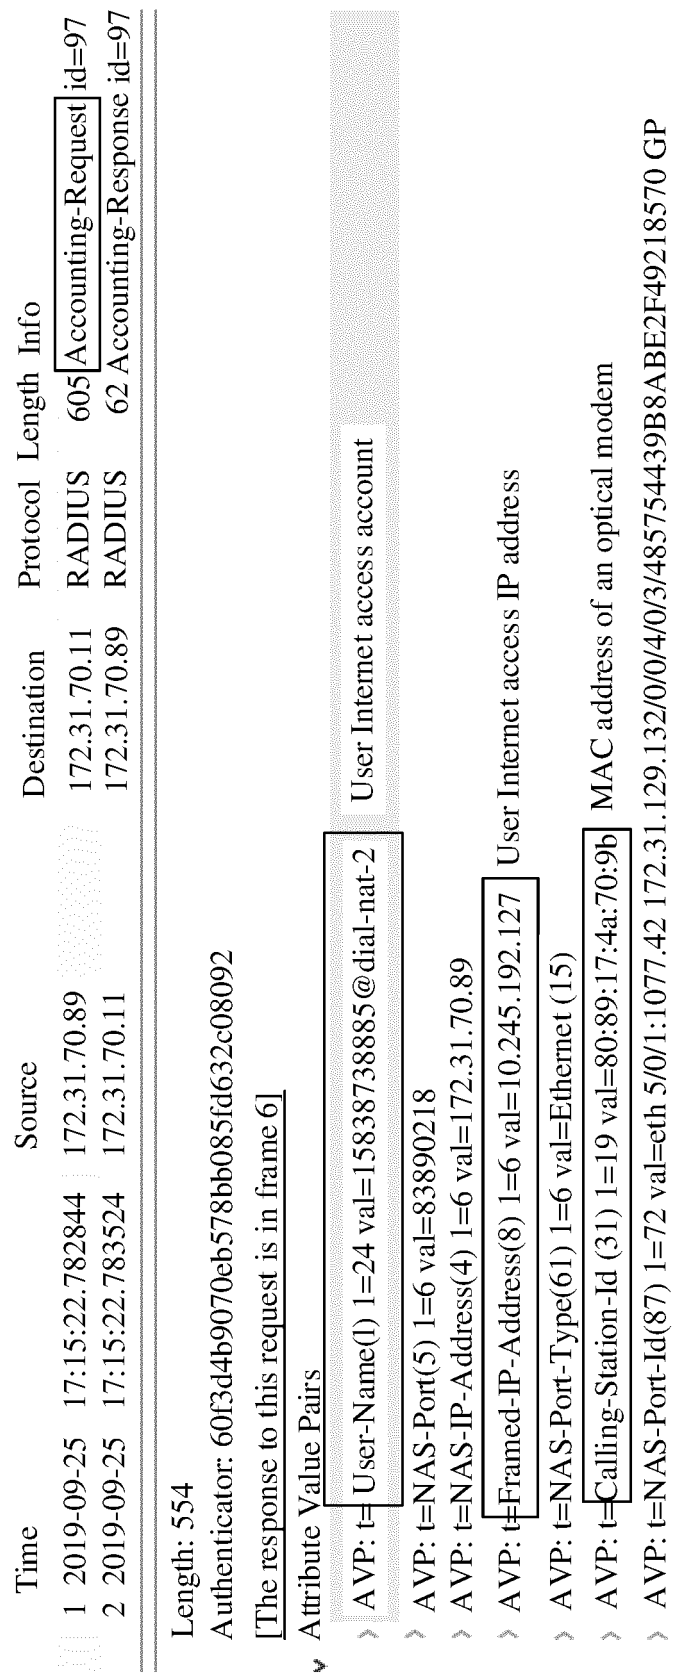 Time Source Destination Protocol Length Info
1 2019-09-25 17:15:22.782844 172.31.70.89 172.31.70.11 RADIUS 605 Accounting-Request id=97
2 2019-09-25 17:15:22.783524 172.31.70.11 172.31.70.89 RADIUS 62 Accounting-Response id=97
Length: 554
Authenticator: 60f3d4b9070eb578bb085fd632c08092
[The response to this request is in frame 6]
Attribute Value Pairs
AVP: t= User-Name(l) 1=24 val=15838738885@dial-nat-2 User Internet access account
AVP: t=NAS-Port(5) 1=6 val=83890218
AVP: t=NAS-IP-Address(4) 1=6 val=172.31.70.89
AVP: t=Framed-IP-Address(8) 1=6 val=10.245.192.127 User Internet access IP address
AVP: t=NAS-Port-Type(61) 1=6 val=Ethernet (15)
AVP: t=Calling-Station-Id (31) 1=19 val=80:89:17:4a:70:9b MAC address of an optical modem
AVP: t=NAS-Port-Id(87) 1=72 val=eth 5/0/1:1077.42 172.31.129.132/0/0/4/0/3/485754439B8ABE2F49218570 GP